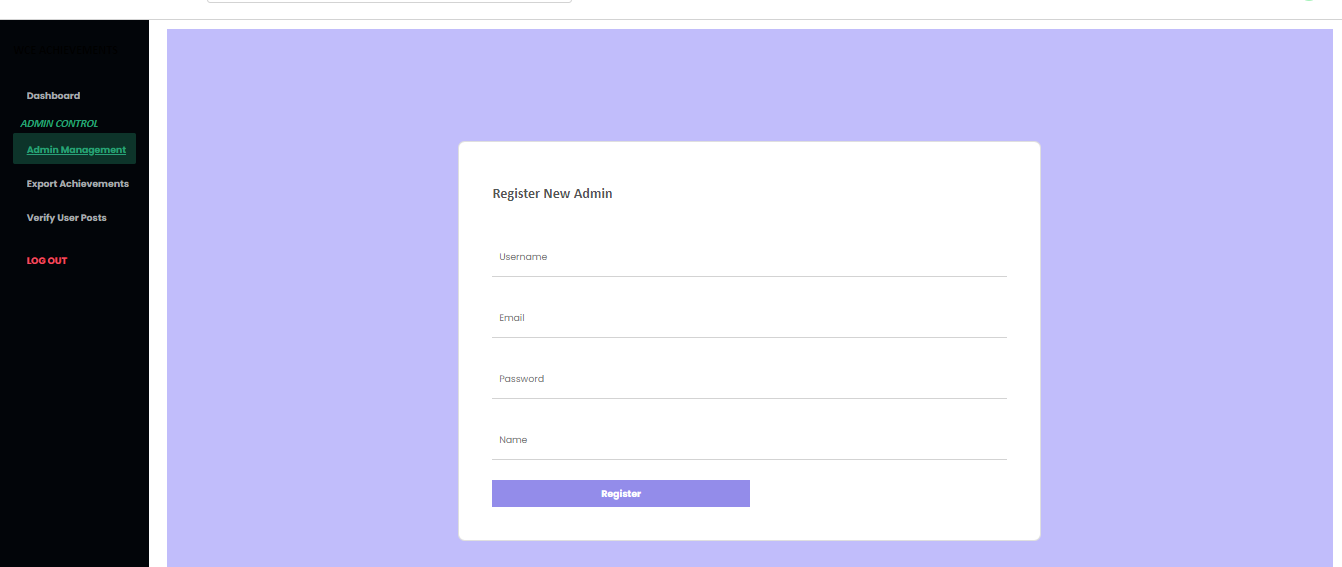 Dashboard
ADMIN CONTROL
Admin Management
Export Achievements
Verify User Posts
LOG OUT
Register New Admin
Username
Email
Password
Name
Register